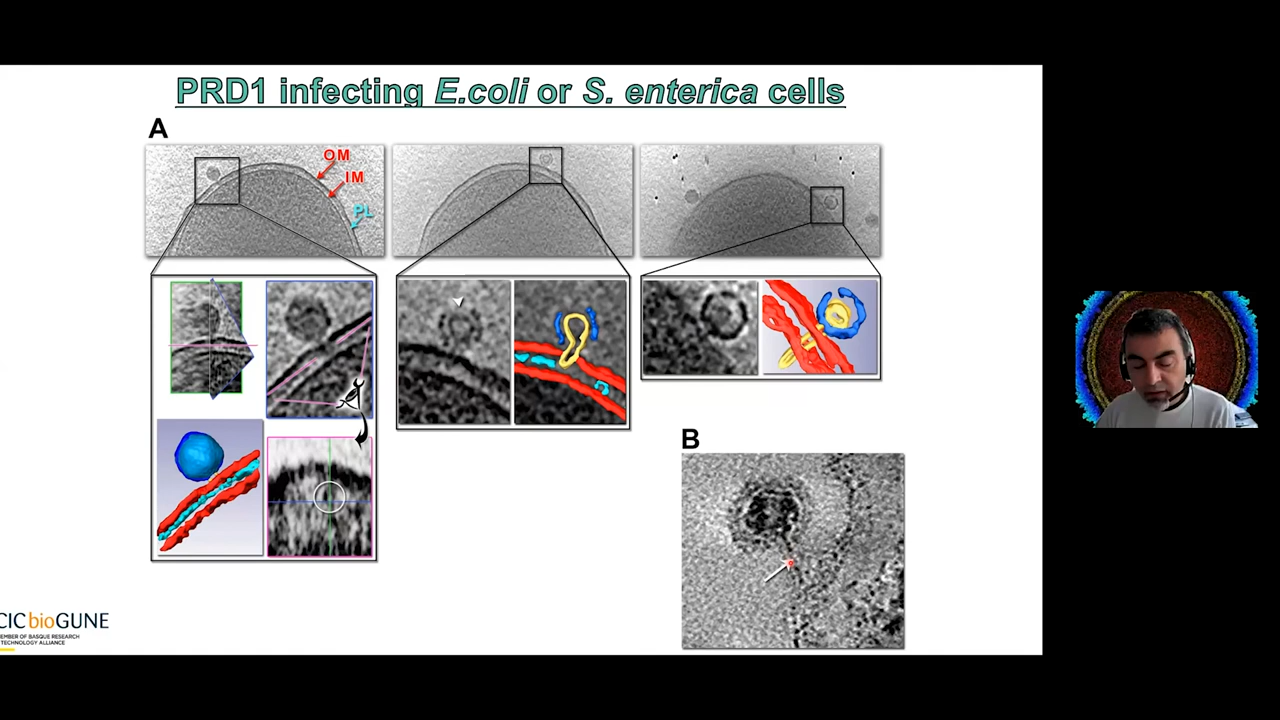 PRD1 infecting E.coli or S. enterica cells
A
OM
IM
PL
B
CIC bioGUNE
MEMBER OF BASQUE RESEARCH
TECHNOLOGY ALLIANCE